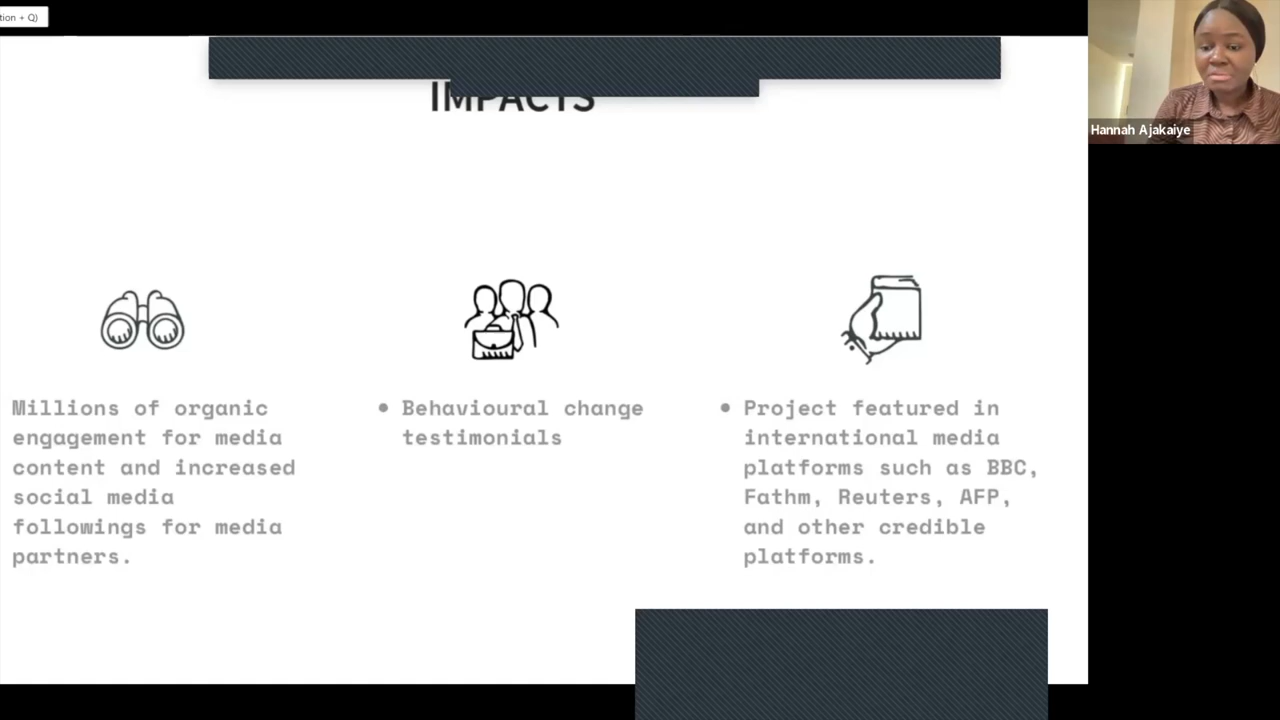 tion + Q)
IMPACTS
Hannah Ajakaiye
Millions of organic
engagement for media
content and increased
social media
followings for media
partners.
• Behavioural change
testimonials
• Project featured in
international media
platforms such as BBC,
Fathm, Reuters, AFP,
and other credible
platforms.